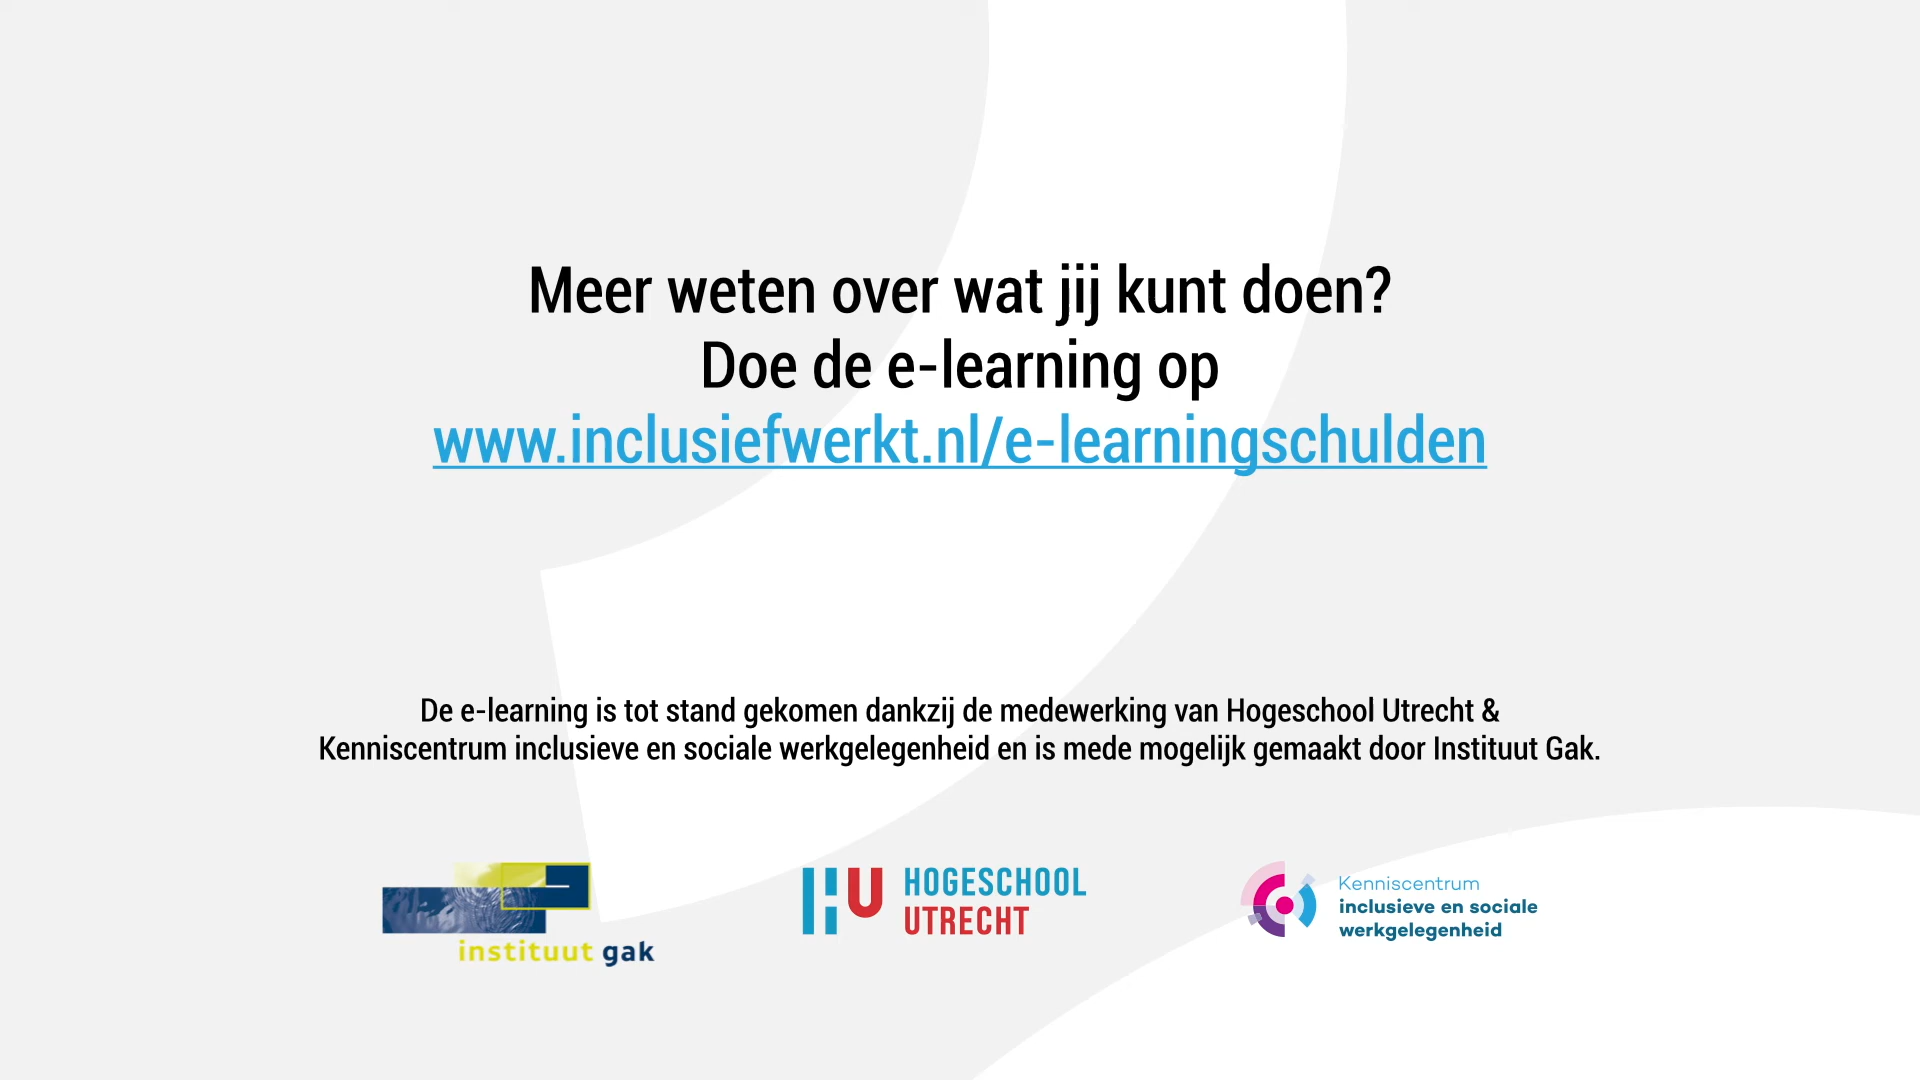 Meer weten over wat jij kunt doen?
Doe de e-learning op
www.inclusiefwerkt.nl/e-learningschulden
De e-learning is tot stand gekomen dankzij de medewerking van Hogeschool Utrecht &
Kenniscentrum inclusieve en sociale werkgelegenheid en is mede mogelijk gemaakt door Instituut Gak.
instituut gak
HU HOGESCHOOL
UTRECHT
Kenniscentrum
inclusieve en sociale
werkgelegenheid